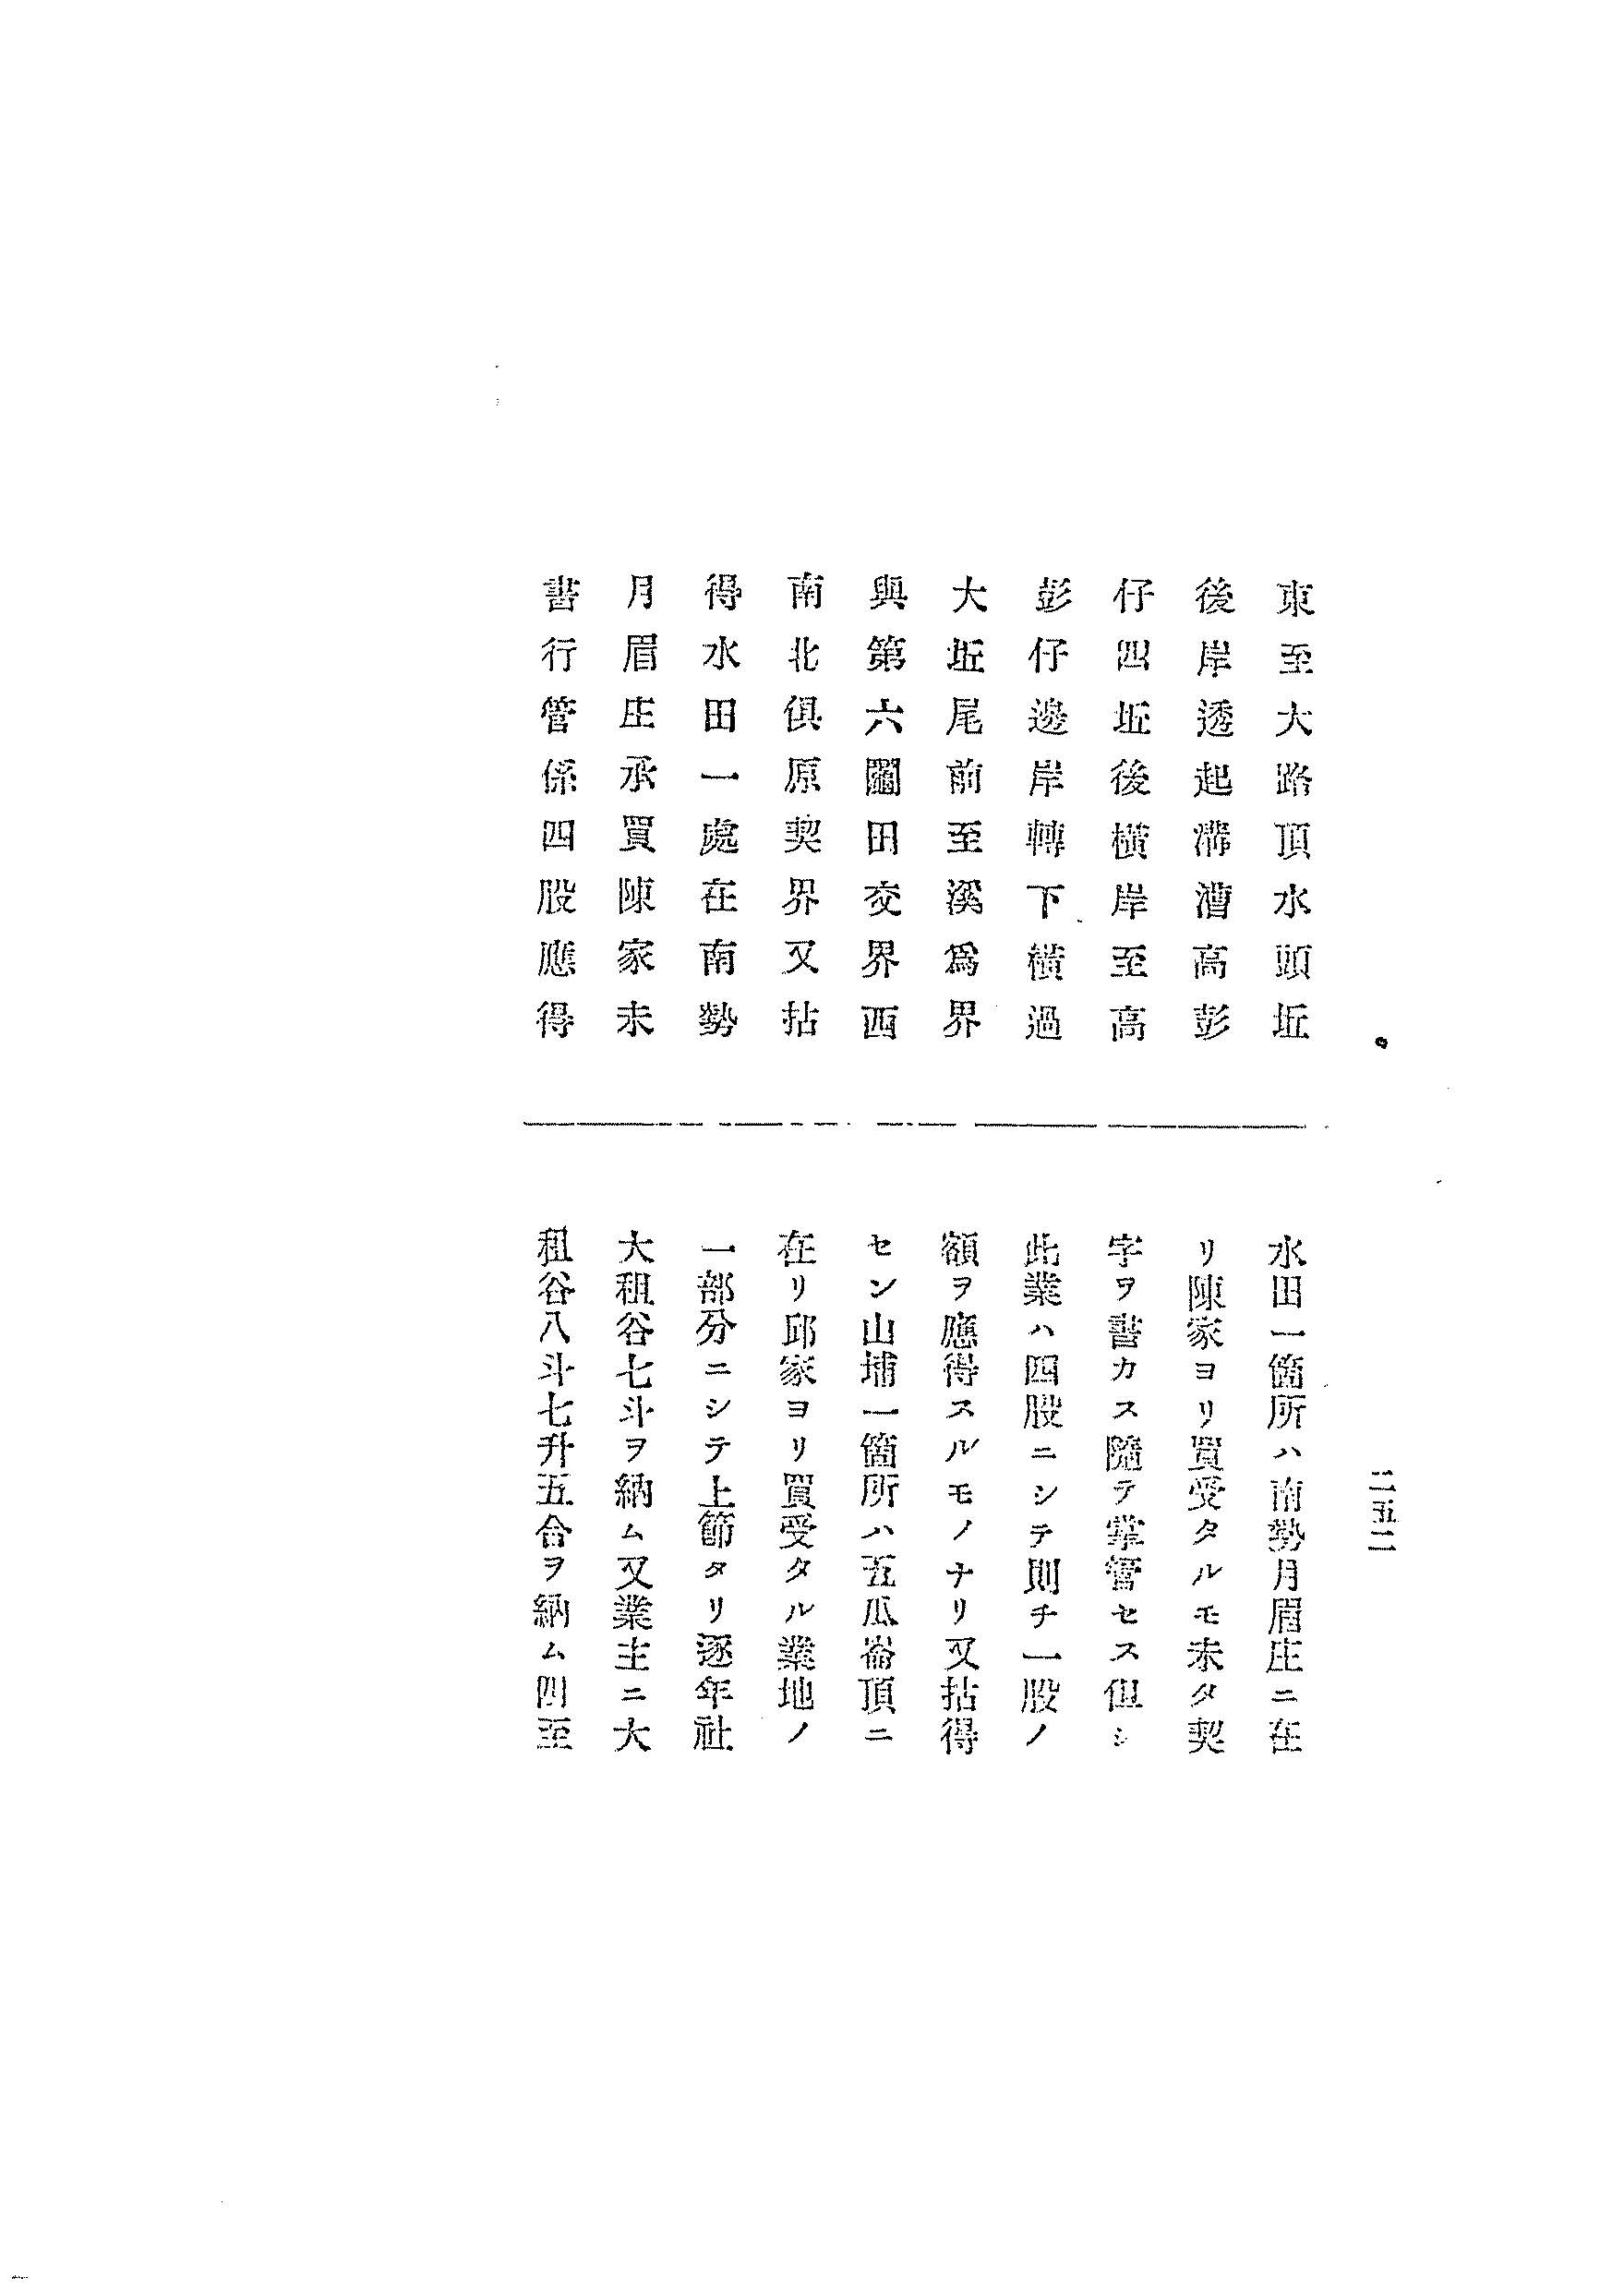 二五二
東至大路頂水頭坵
後岸透起溝漕高彭
仔四坵後橫岸至高
彭仔邊岸轉下橫過
大坵尾前至溪爲界
與第六鬮田交界西
南北俱原契界又拈
得水田一處在南勢
月眉庄承買陳家未
書行管係四股應得
水田一箇所ハ南勢月眉庄ニ在
リ陳家ヨリ買受タルモ未タ契
字ヲ書カス隨テ掌管セス但シ
此業ハ四股ニシテ則チ一股ノ
額ヲ應得スルモノナリ又拈得
セン山埔一箇所ハ五瓜崙頂ニ
在リ邱家ヨリ買受タル業地ノ
一部分ニシテ上節タリ逐年社
大租谷七斗ヲ納ム又業主ニ大
租谷八斗七升五合ヲ納ム四至